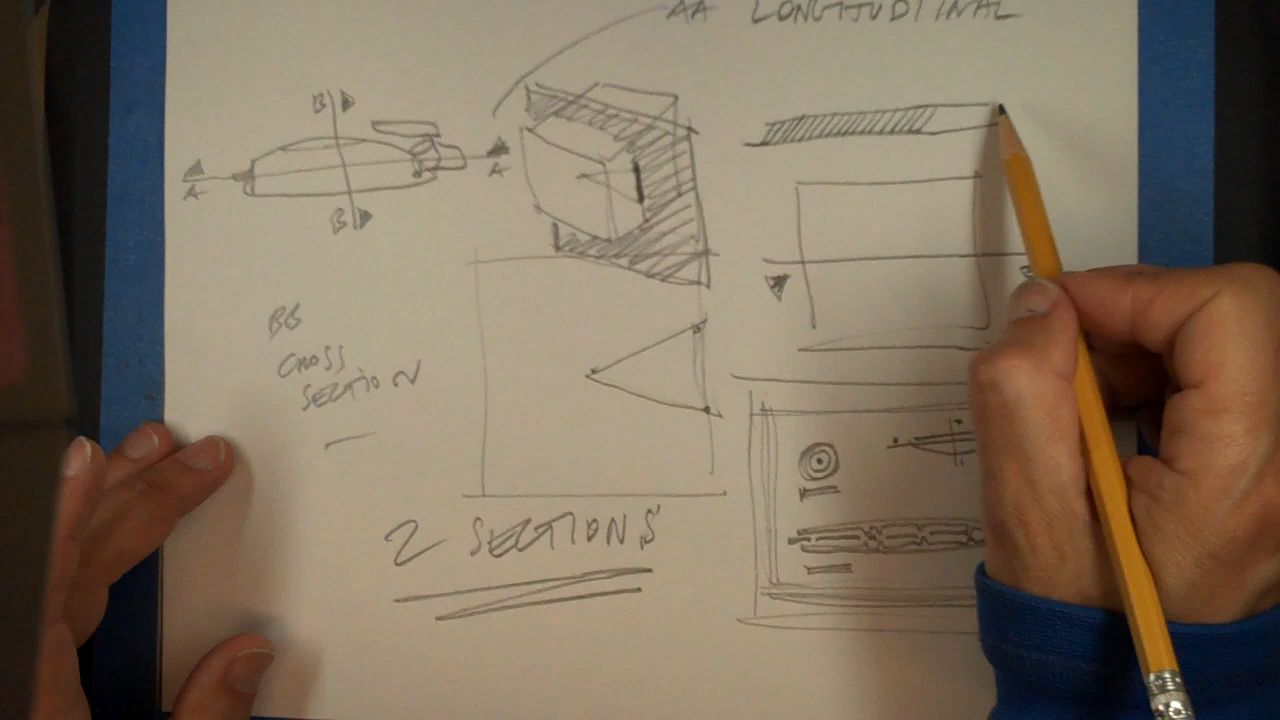 AA LONGITUDINAL
B
A
A
B
BB
CROSS
SECTION
2 SECTIONS